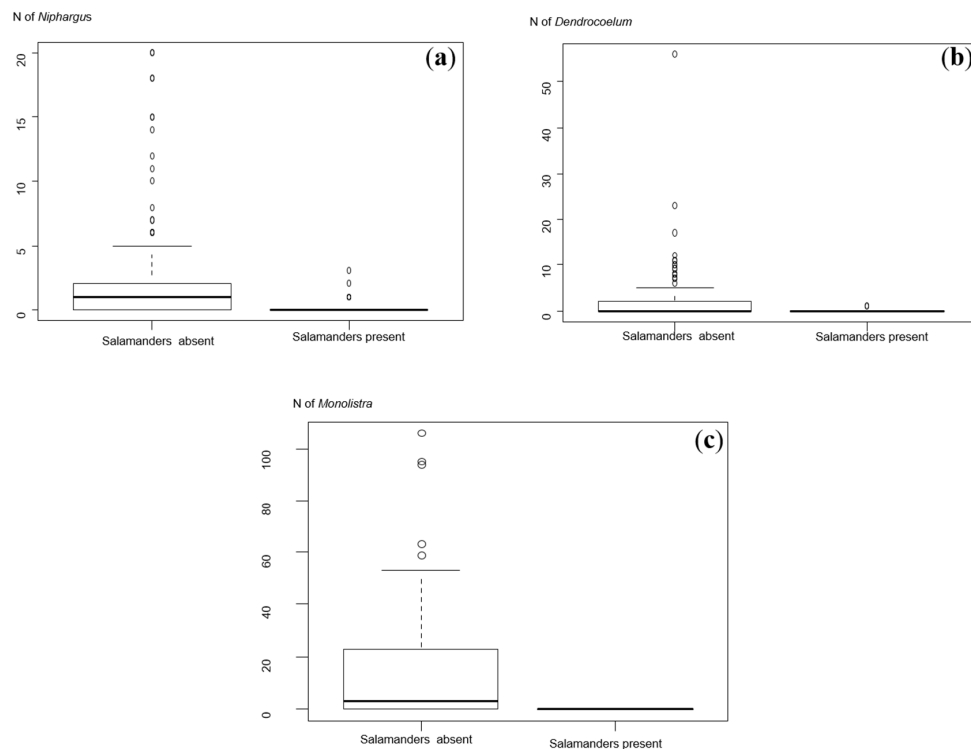 N of Niphargus
(a)
20
15
10
5
0
Salamanders absent
Salamanders present
N of Dendrocoelum
(b)
50
40
30
20
10
0
Salamanders absent
Salamanders present
N of Monolistra
(c)
100
80
60
40
20
0
Salamanders absent
Salamanders present